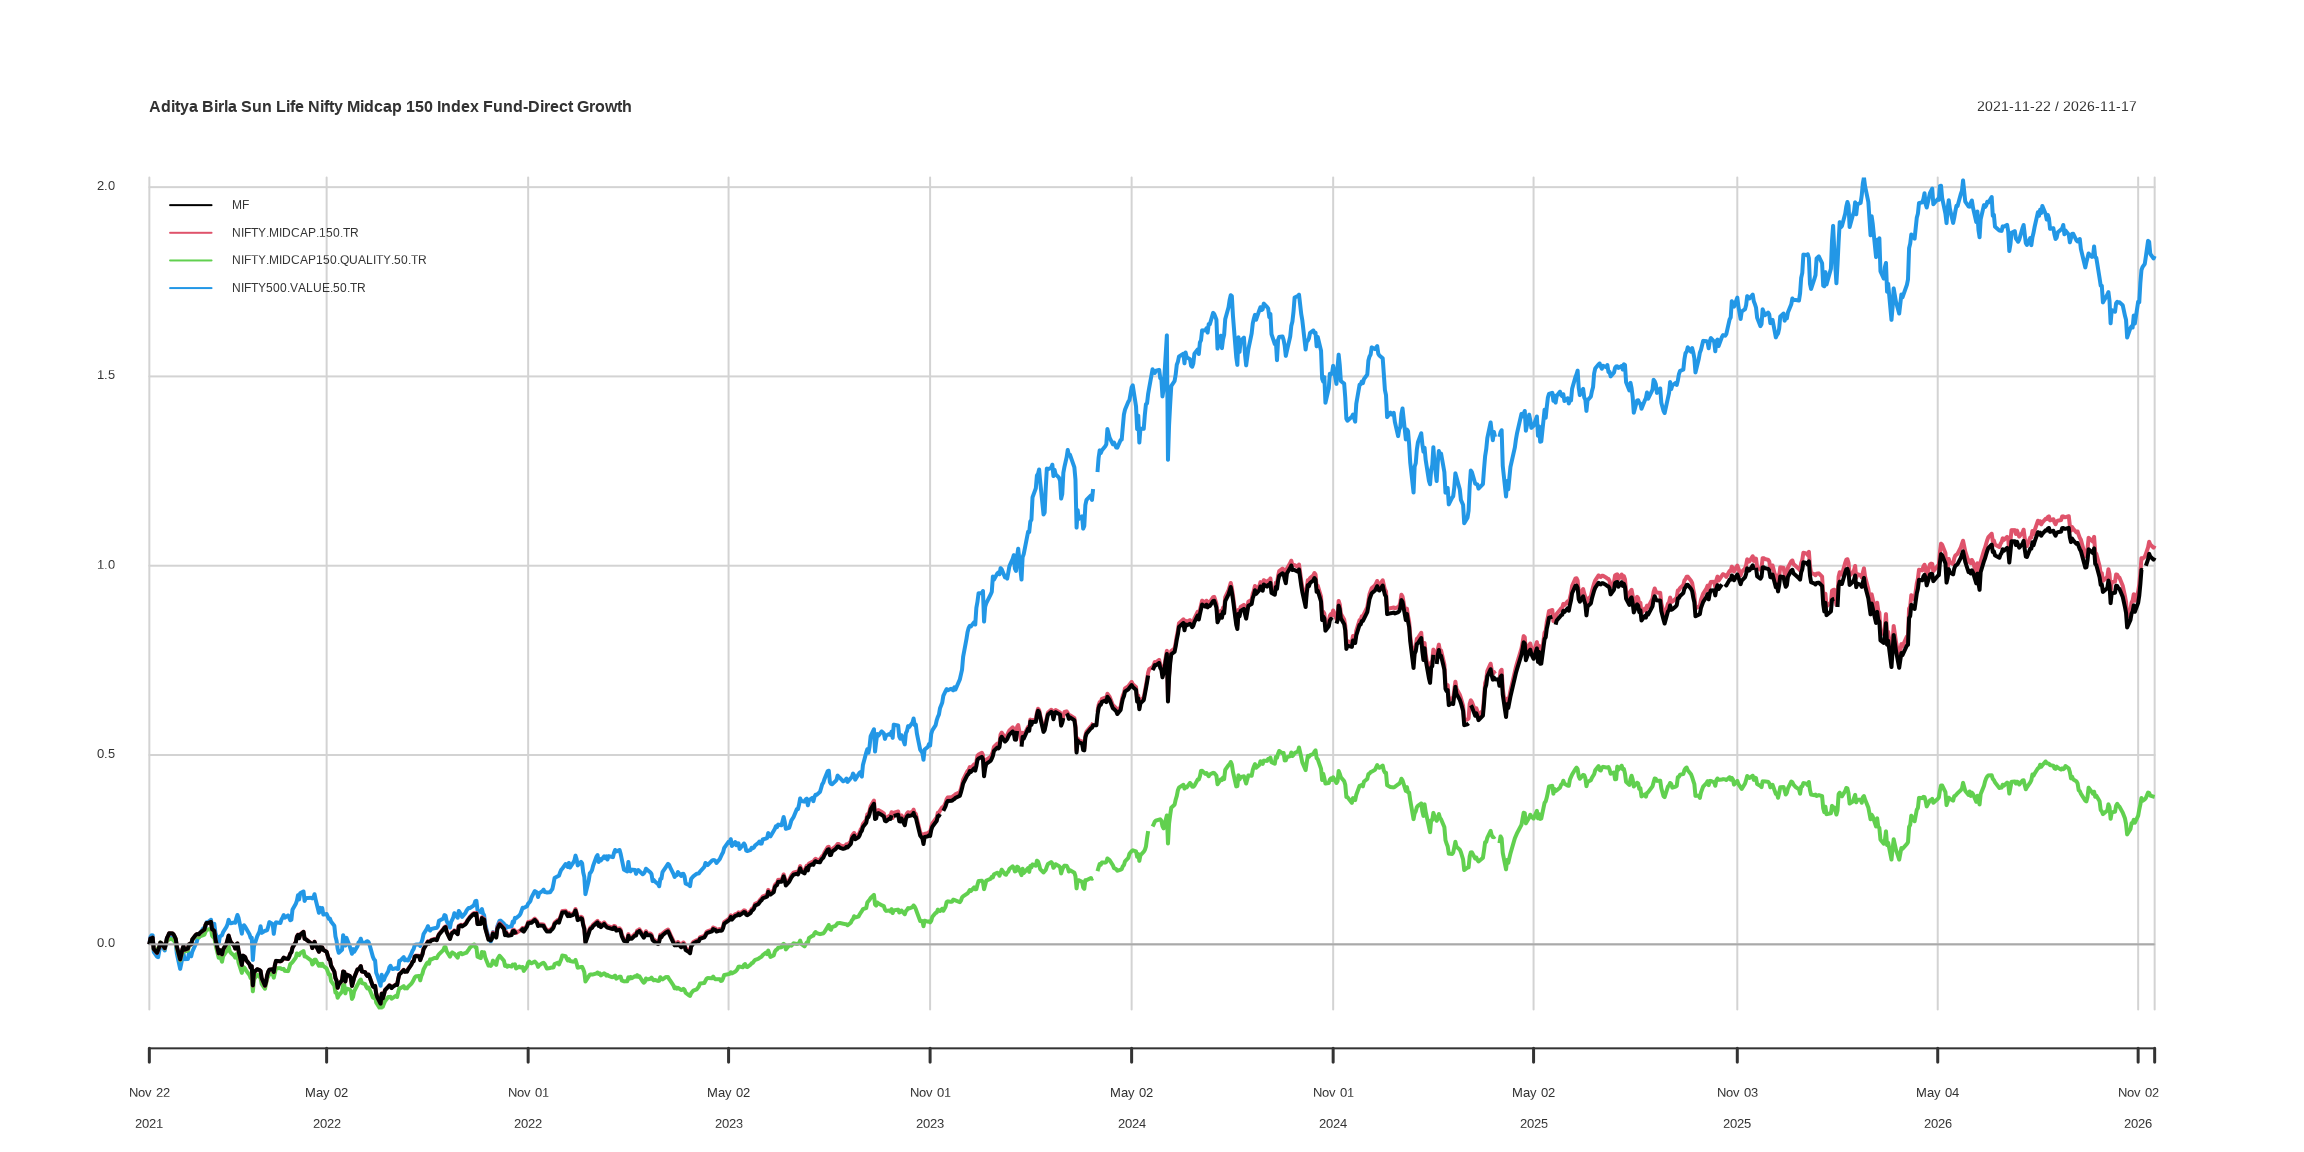 Aditya Birla Sun Life Nifty Midcap 150 Index Fund-Direct Growth
2021-11-22 / 2026-11-17
2.0
1.5
1.0
0.5
0.0
MF
NIFTY.MIDCAP.150.TR
NIFTY.MIDCAP150.QUALITY.50.TR
NIFTY500.VALUE.50.TR
Nov 22 May 02 Nov 01 May 02 Nov 01 May 02 Nov 01 May 02 Nov 03 May 04 Nov 02
2021 2022 2022 2023 2023 2024 2024 2025 2025 2026 2026